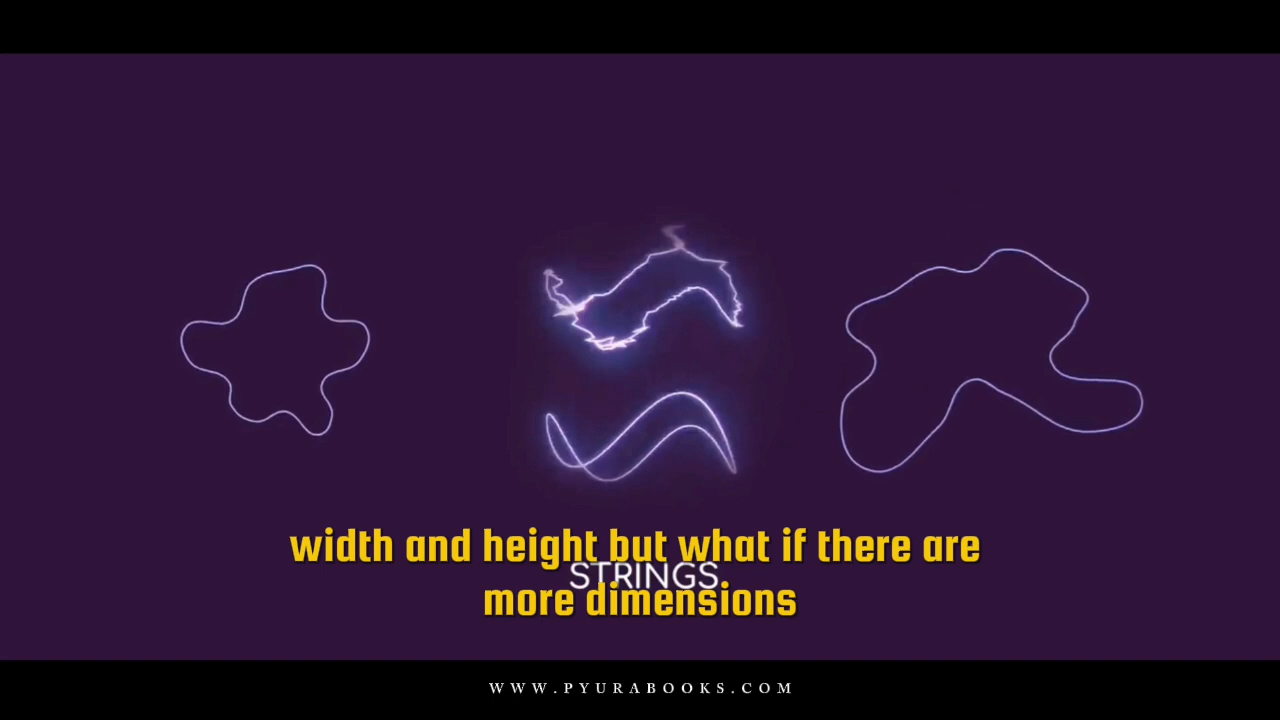 width and height but what if there are
STRINGS
more dimensions
WWW.PYURABOOKS.COM